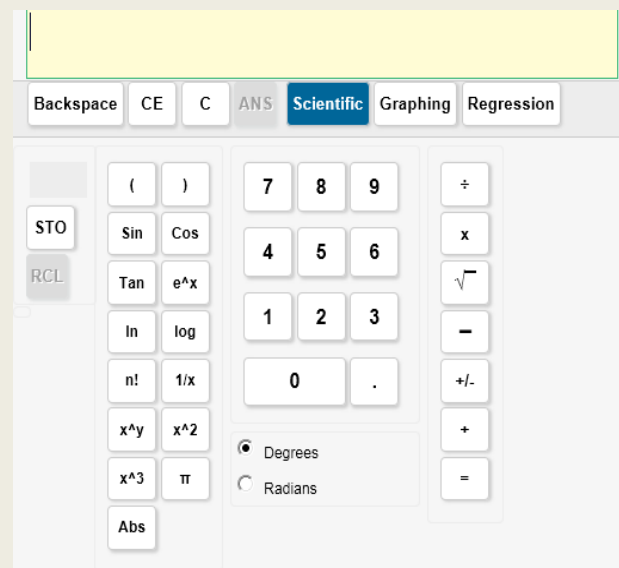 Backspace CE C ANS Scientific Graphing Regression
( ) 7 8 9 ÷
STO Sin Cos 4 5 6 x
RCL Tan e^x √
ln log 1 2 3 −
n! 1/x 0 . +/-
x^y x^2 +
Degrees
x^3 π =
Radians
Abs